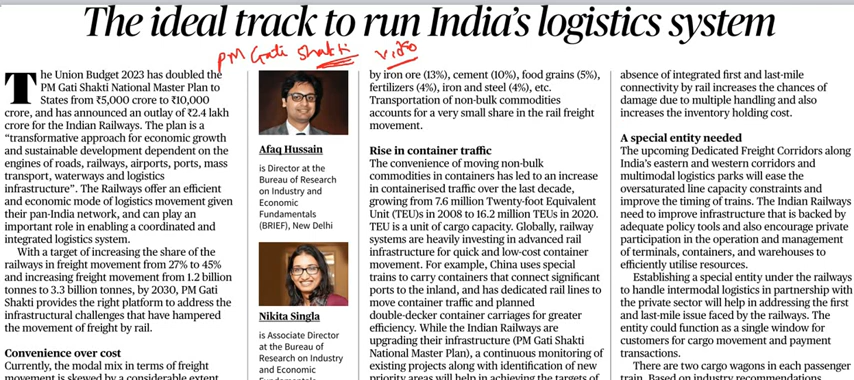 The ideal track to run India's logistics system
PM Gati Shakti video
The Union Budget 2023 has doubled the
PM Gati Shakti National Master Plan to
States from ₹5,000 crore to ₹10,000
crore, and has announced an outlay of ₹2.4 lakh
crore for the Indian Railways. The plan is a
“transformative approach for economic growth
and sustainable development dependent on the
engines of roads, railways, airports, ports, mass
transport, waterways and logistics
infrastructure”. The Railways offer an efficient
and economic mode of logistics movement given
their pan-India network, and can play an
important role in enabling a coordinated and
integrated logistics system.
With a target of increasing the share of the
railways in freight movement from 27% to 45%
and increasing freight movement from 1.2 billion
tonnes to 3.3 billion tonnes, by 2030, PM Gati
Shakti provides the right platform to address the
infrastructural challenges that have hampered
the movement of freight by rail.
Convenience over cost
Currently, the modal mix in terms of freight
movement is skewed by a considerable extent
Afaq Hussain
is Director at the
Bureau of Research
on Industry and
Economic
Fundamentals
(BRIEF), New Delhi
Nikita Singla
is Associate Director
at the Bureau of
Research on Industry
and Economic
Fundamentals
by iron ore (13%), cement (10%), food grains (5%),
fertilizers (4%), iron and steel (4%), etc.
Transportation of non-bulk commodities
accounts for a very small share in the rail freight
movement.
Rise in container traffic
The convenience of moving non-bulk
commodities in containers has led to an increase
in containerised traffic over the last decade,
growing from 7.6 million Twenty-foot Equivalent
Unit (TEU)s in 2008 to 16.2 million TEUs in 2020.
TEU is a unit of cargo capacity. Globally, railway
systems are heavily investing in advanced rail
infrastructure for quick and low-cost container
movement. For example, China uses special
trains to carry containers that connect significant
ports to the inland, and has dedicated rail lines to
move container traffic and planned
double-decker container carriages for greater
efficiency. While the Indian Railways are
upgrading their infrastructure (PM Gati Shakti
National Master Plan), a continuous monitoring of
existing projects along with identification of new
priority areas will help in achieving the targets of
absence of integrated first and last-mile
connectivity by rail increases the chances of
damage due to multiple handling and also
increases the inventory holding cost.
A special entity needed
The upcoming Dedicated Freight Corridors along
India's eastern and western corridors and
multimodal logistics parks will ease the
oversaturated line capacity constraints and
improve the timing of trains. The Indian Railways
need to improve infrastructure that is backed by
adequate policy tools and also encourage private
participation in the operation and management
of terminals, containers, and warehouses to
efficiently utilise resources.
Establishing a special entity under the railways
to handle intermodal logistics in partnership with
the private sector will help in addressing the first
and last-mile issue faced by the railways. The
entity could function as a single window for
customers for cargo movement and payment
transactions.
There are two cargo wagons in each passenger
train. Based on industry recommendations,